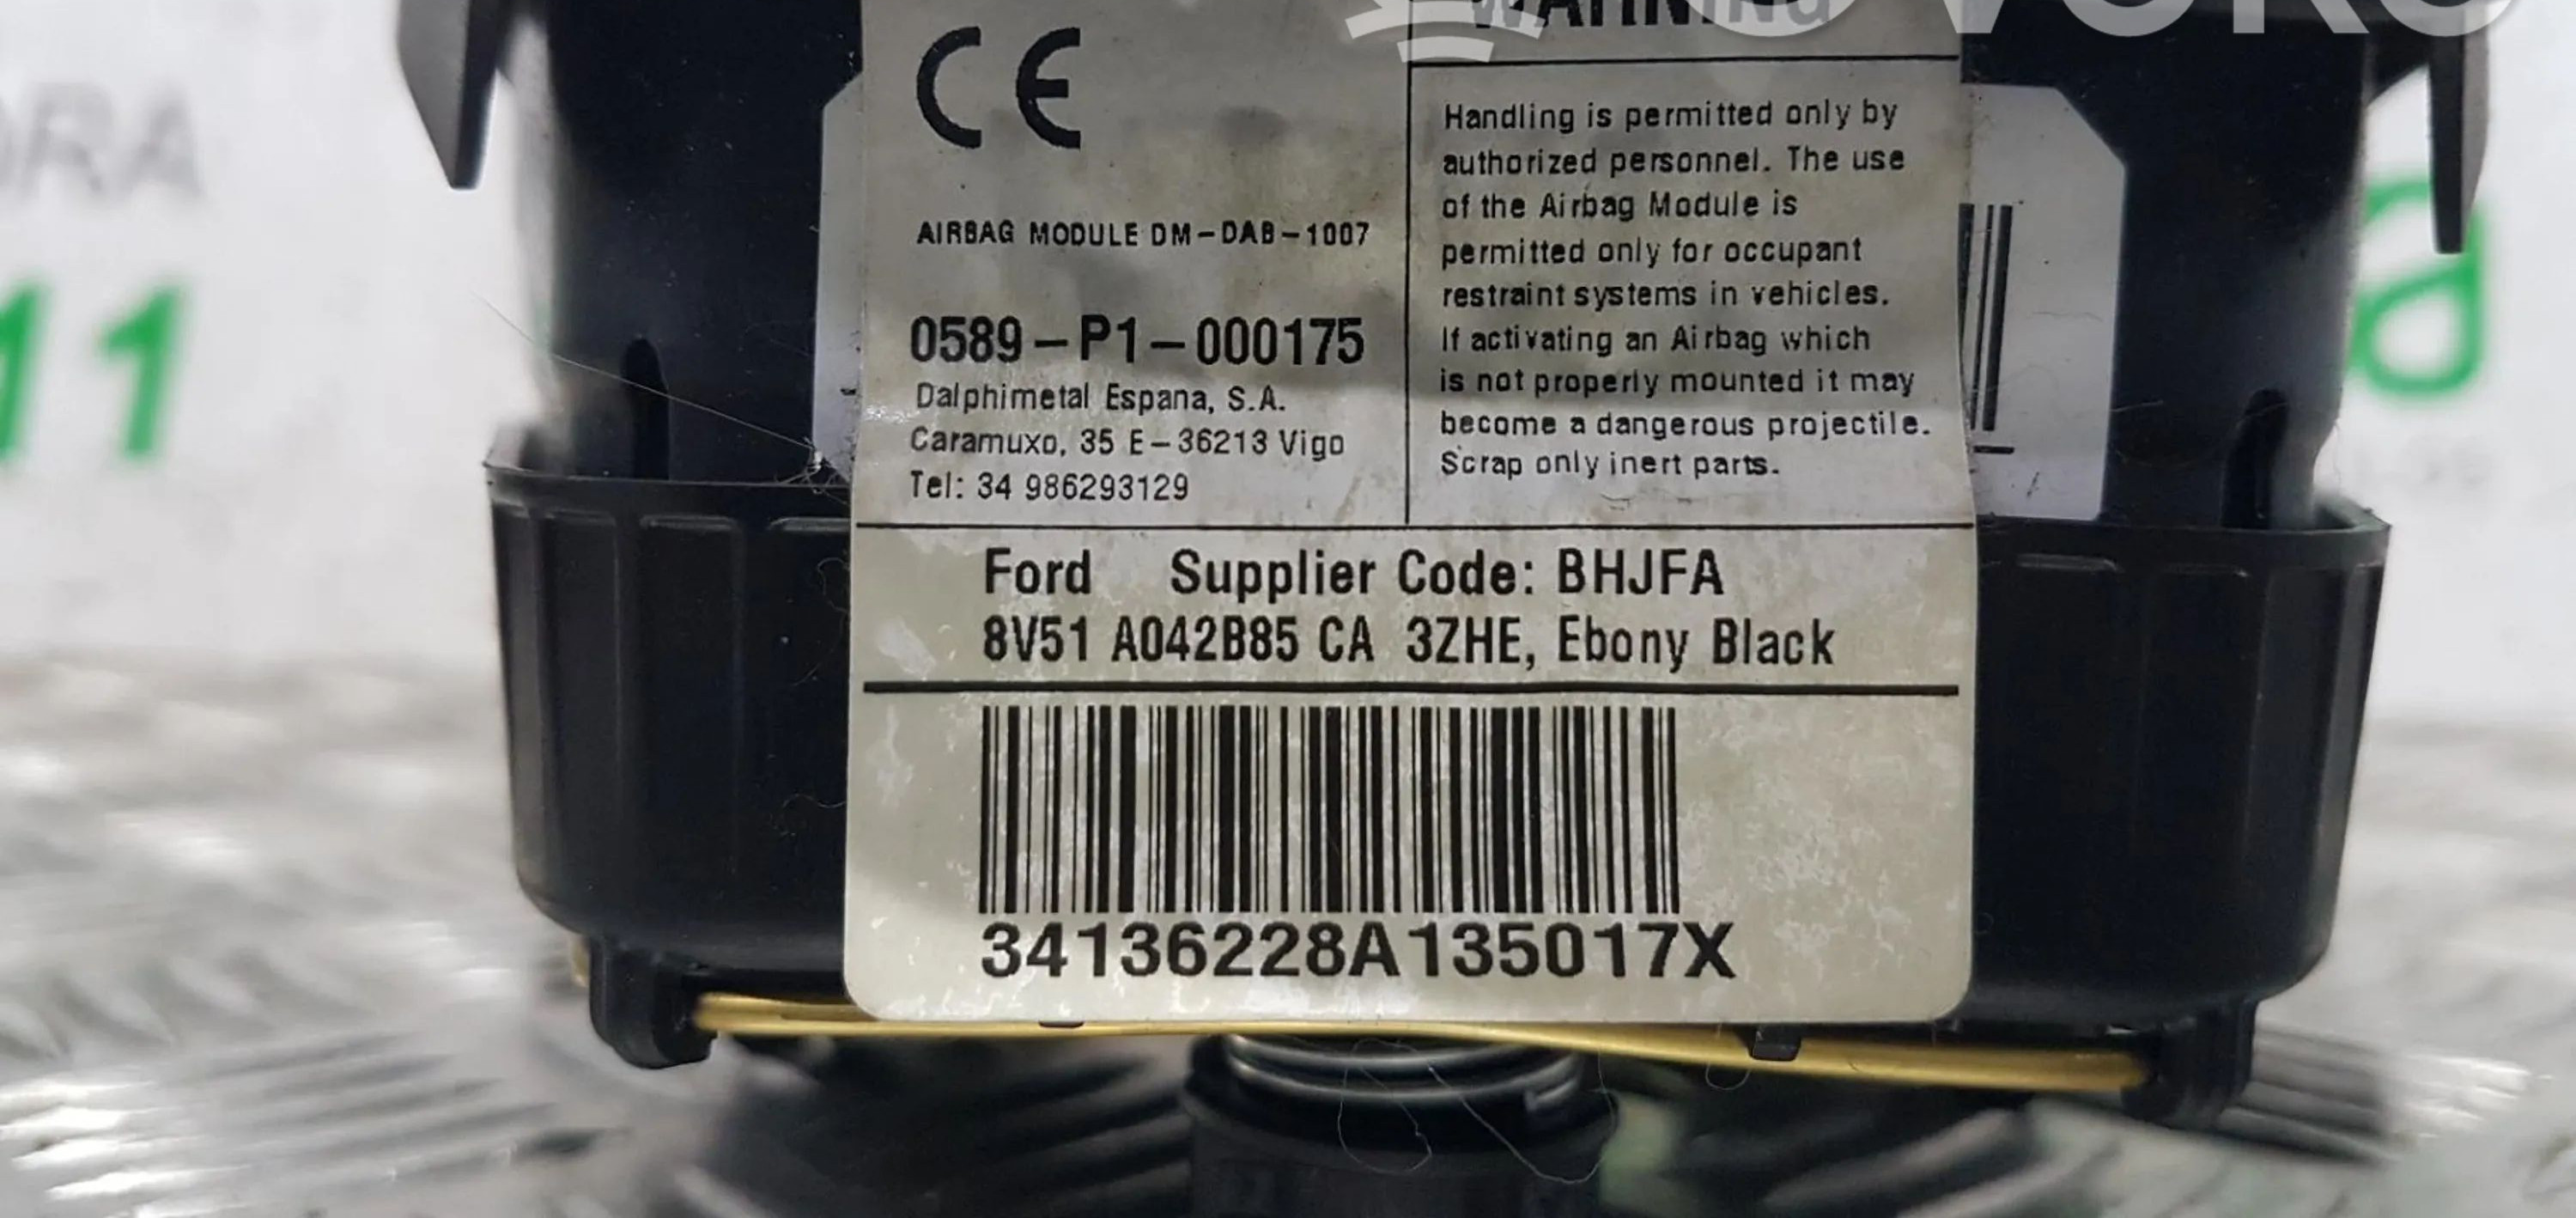 CE
AIRBAG MODULE DM-DAB-1007
0589-P1-000175
Dalphimetal Espana, S.A.
Caramuxo, 35 E-36213 Vigo
Tel: 34 986293129
WARNING
Handling is permitted only by
authorized personnel. The use
of the Airbag Module is
permitted only for occupant
restraint systems in vehicles.
If activating an Airbag which
is not properly mounted it may
become a dangerous projectile.
Scrap only inert parts.
Ford Supplier Code: BHJFA
8V51 A042B85 CA 3ZHE, Ebony Black
34136228A135017X